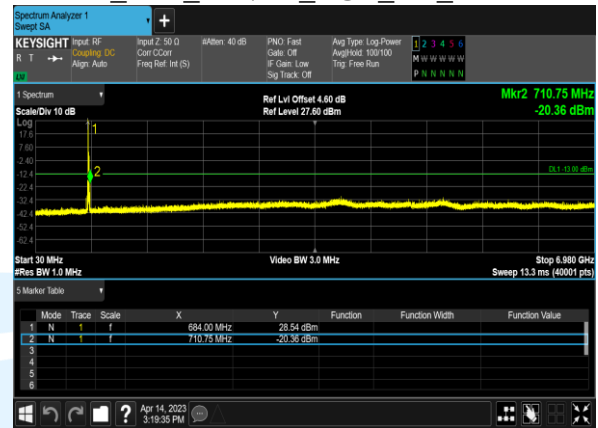 Spectrum Analyzer 1
Swept SA
KEYSIGHT Input: RF Input Z: 50 Ω #Atten: 40 dB PNO: Fast Avg Type: Log-Power 1 2 3 4 5 6
R T Coupling: DC Corr CCorr Gate: Off Avg|Hold: 100/100 M W W W W W
Align: Auto Freq Ref: Int (S) IF Gain: Low Trig: Free Run
Sig Track: Off P N N N N N
LV
1 Spectrum Ref Lvl Offset 4.60 dB Mkr2 710.75 MHz
Scale/Div 10 dB Ref Level 27.60 dBm -20.36 dBm
Log
1
17.6
7.60
-2.40
DL1 -13.00 dBm
2
-12.4
-22.4
-32.4
-42.4
-52.4
-62.4
Start 30 MHz Video BW 3.0 MHz Stop 6.980 GHz
#Res BW 1.0 MHz Sweep 13.3 ms (40001 pts)
5 Marker Table
Mode Trace Scale X Y Function Function Width Function Value
1 N 1 f 684.00 MHz 28.54 dBm
2 N 1 f 710.75 MHz -20.36 dBm
3
4
5
6
? Apr 14, 2023
3:19:35 PM